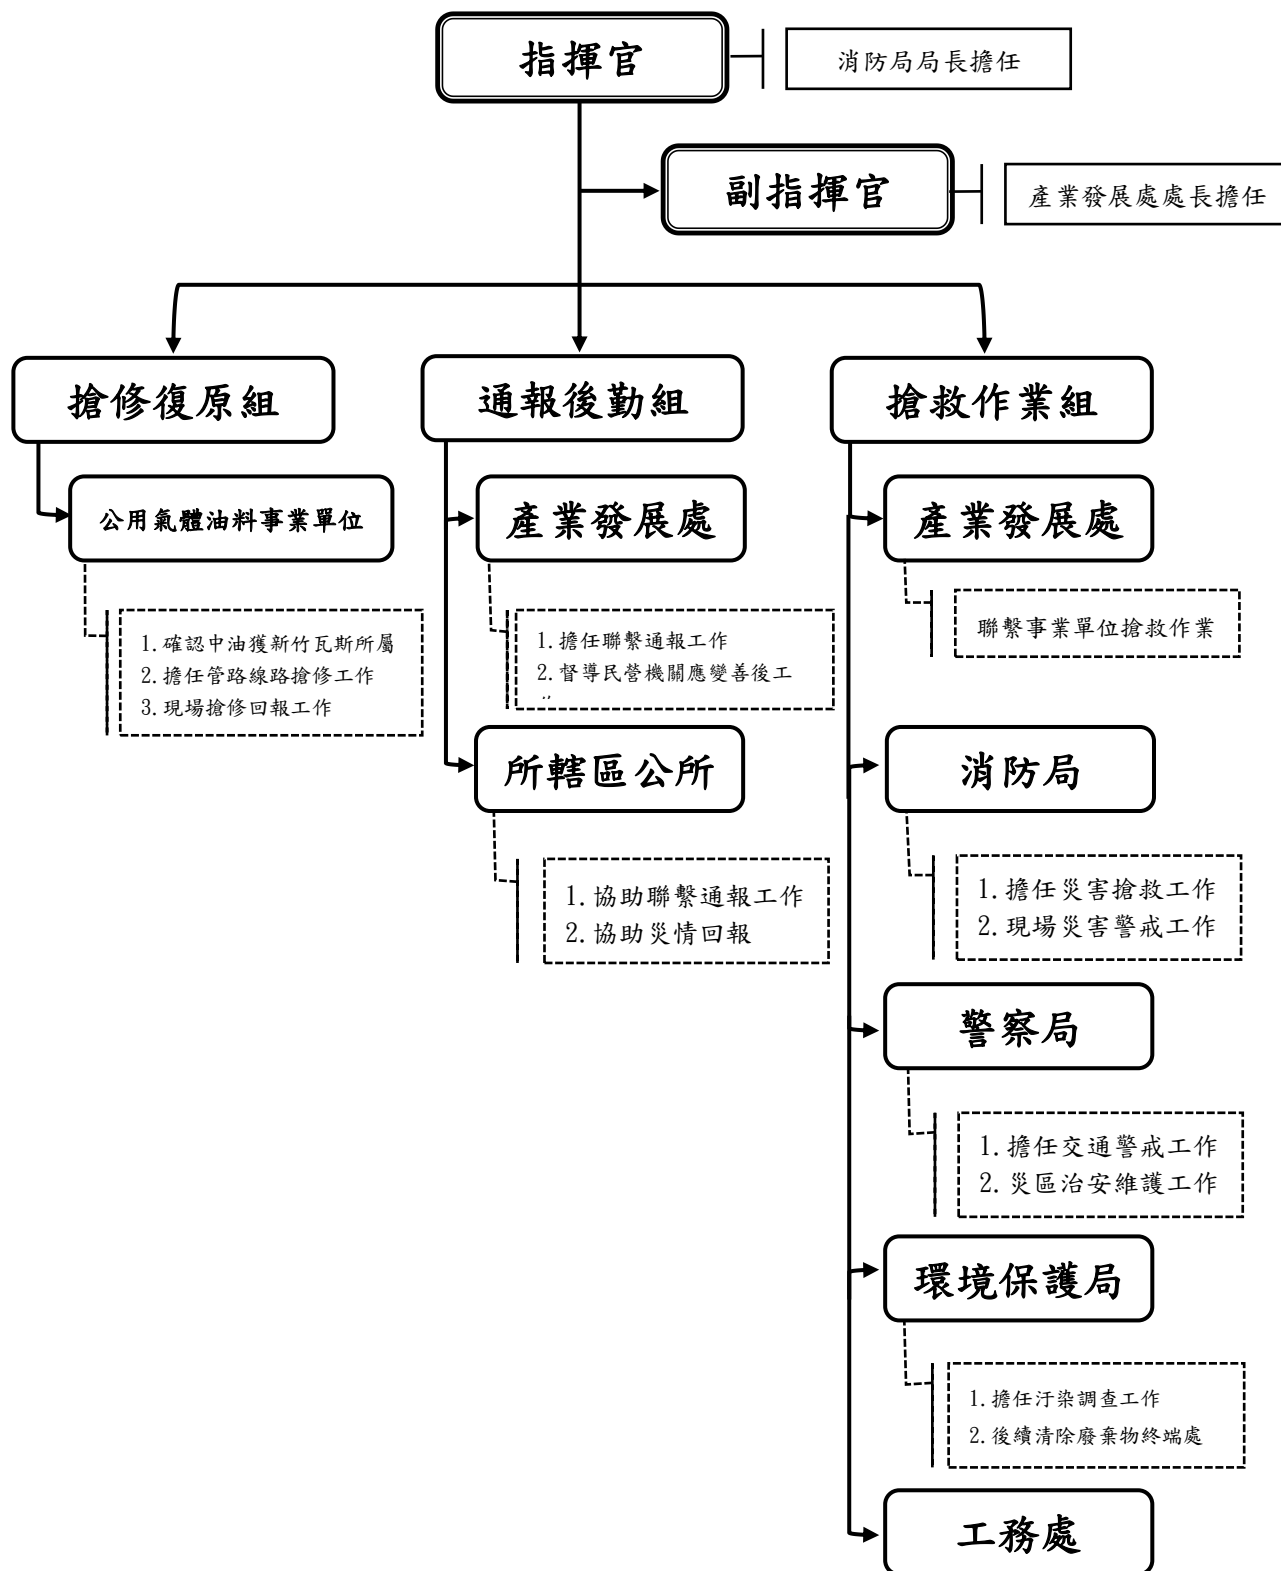 指揮官
消防局局長擔任
副指揮官
產業發展處處長擔任
搶修復原組
通報後勤組
搶救作業組
公用氣體油料事業單位
產業發展處
產業發展處
1.確認中油獲新竹瓦斯所屬
2.擔任管路線路搶修工作
3.現場搶修回報工作
1.擔任聯繫通報工作
2.督導民營機關應變善後工
聯繫事業單位搶救作業
所轄區公所
消防局
1.協助聯繫通報工作
2.協助災情回報
1.擔任災害搶救工作
2.現場災害警戒工作
警察局
1.擔任交通警戒工作
2.災區治安維護工作
環境保護局
1.擔任汙染調查工作
2.後續清除廢棄物終端處
工務處